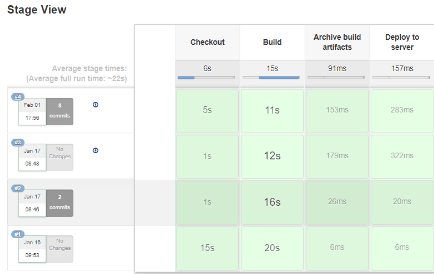 Stage View
Checkout
Build
Archive build
artifacts
Deploy to
server
Average stage times:
(Average full run time: ~22s)
6s
15s
91ms
157ms
#4
Feb 01
17:56
8
commits
5s
11s
153ms
283ms
#3
Jan 17
08:48
No
Changes
1s
12s
179ms
322ms
#2
Jan 17
08:46
2
commits
1s
16s
26ms
20ms
#1
Jan 16
09:53
No
Changes
15s
20s
6ms
6ms